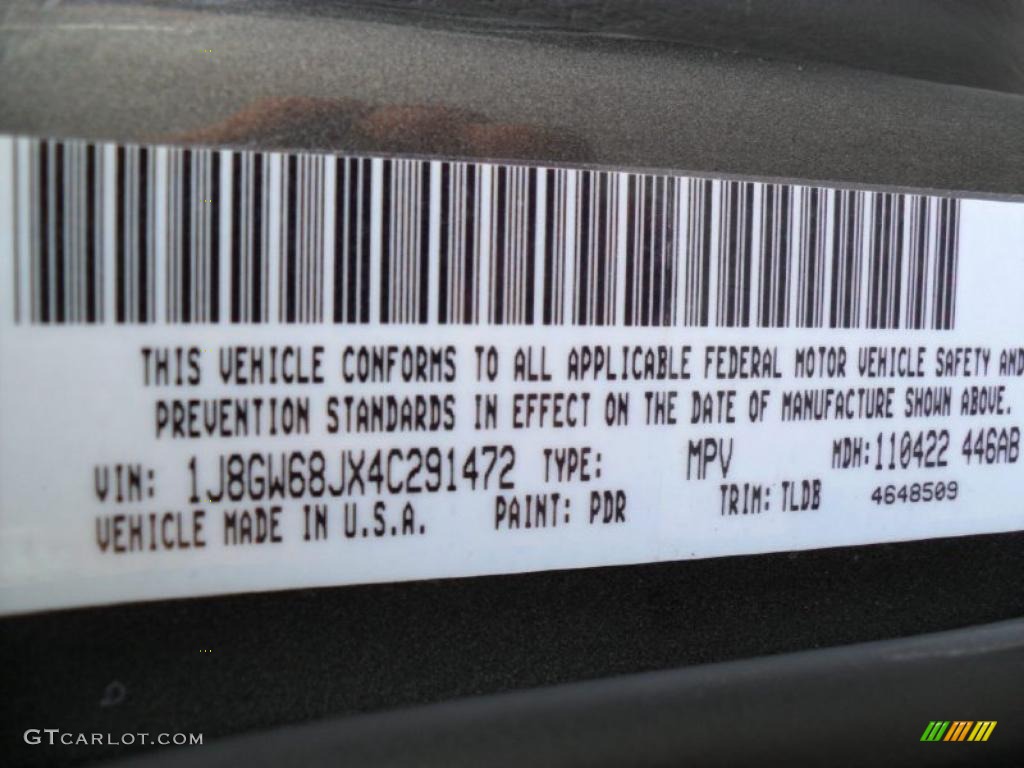 THIS VEHICLE CONFORMS TO ALL APPLICABLE FEDERAL MOTOR VEHICLE SAFETY AND
PREVENTION STANDARDS IN EFFECT ON THE DATE OF MANUFACTURE SHOWN ABOVE.
VIN: 1J8GW68JX4C291472 TYPE: MPV MDH:110422 446AB
VEHICLE MADE IN U.S.A. PAINT: PDR TRIM: TLDB 4648509
GTCARLOT.COM